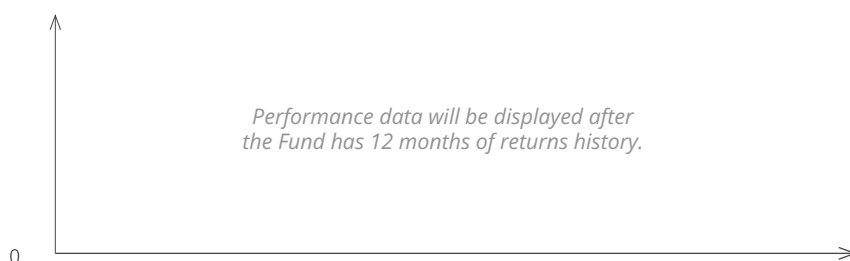 Performance data will be displayed after
the Fund has 12 months of returns history.
0